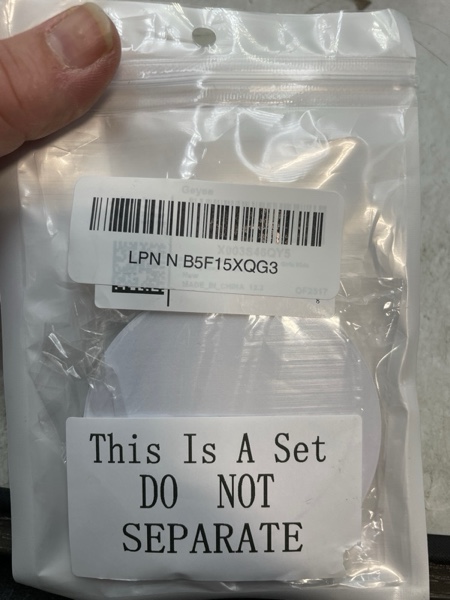 LPN N B5F15XQG3
This Is A Set
DO NOT
SEPARATE